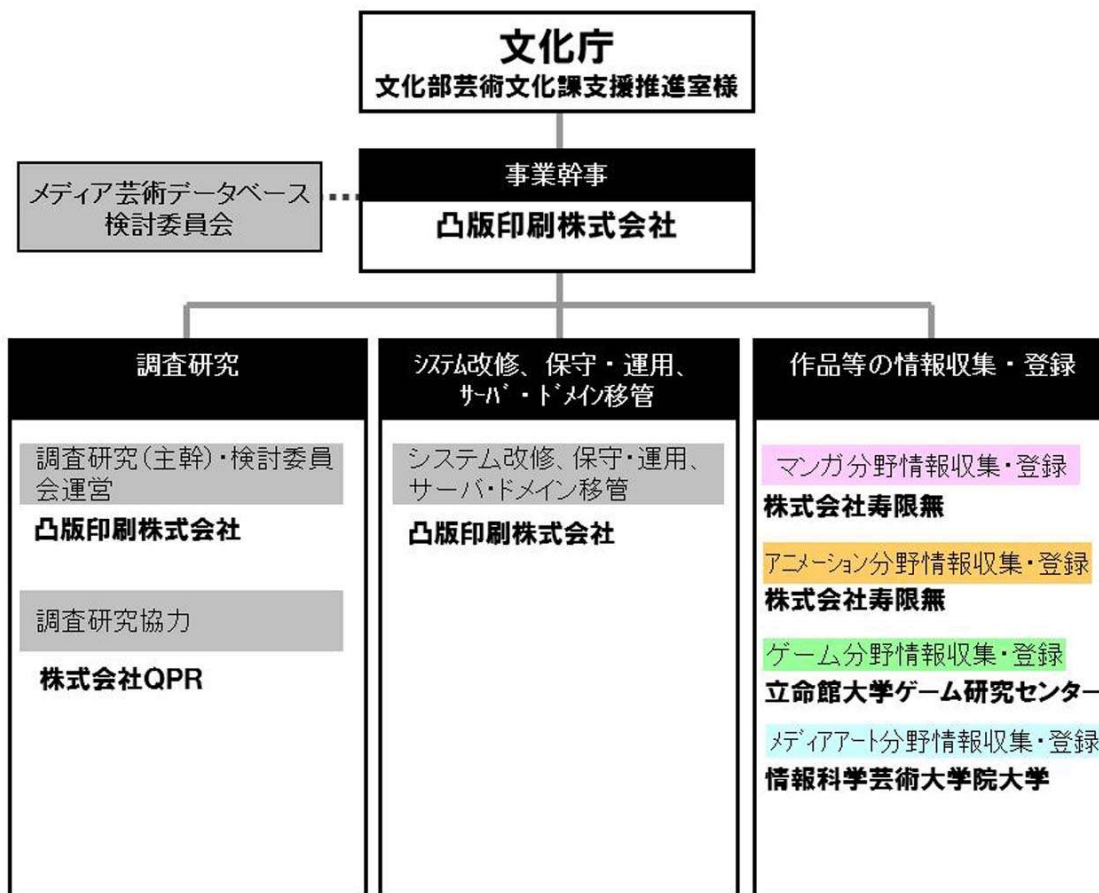 文化庁
文化部芸術文化課支援推進室様
メディア芸術データベース
検討委員会
事業幹事
凸版印刷株式会社
調査研究
調査研究(主幹)・検討委員
会運営
凸版印刷株式会社
調査研究協力
株式会社QPR
ｼｽﾃﾑ改修、保守・運用、
ｻｰﾊﾞ・ﾄﾞﾒｲﾝ移管
システム改修、保守・運用、
サーバ・ドメイン移管
凸版印刷株式会社
作品等の情報収集・登録
マンガ分野情報収集・登録
株式会社寿限無
ｱﾆﾒｰｼｮﾝ分野情報収集・登録
株式会社寿限無
ゲーム分野情報収集・登録
立命館大学ゲーム研究センター
ﾒﾃﾞｨｱｱｰﾄ分野情報収集・登録
情報科学芸術大学院大学